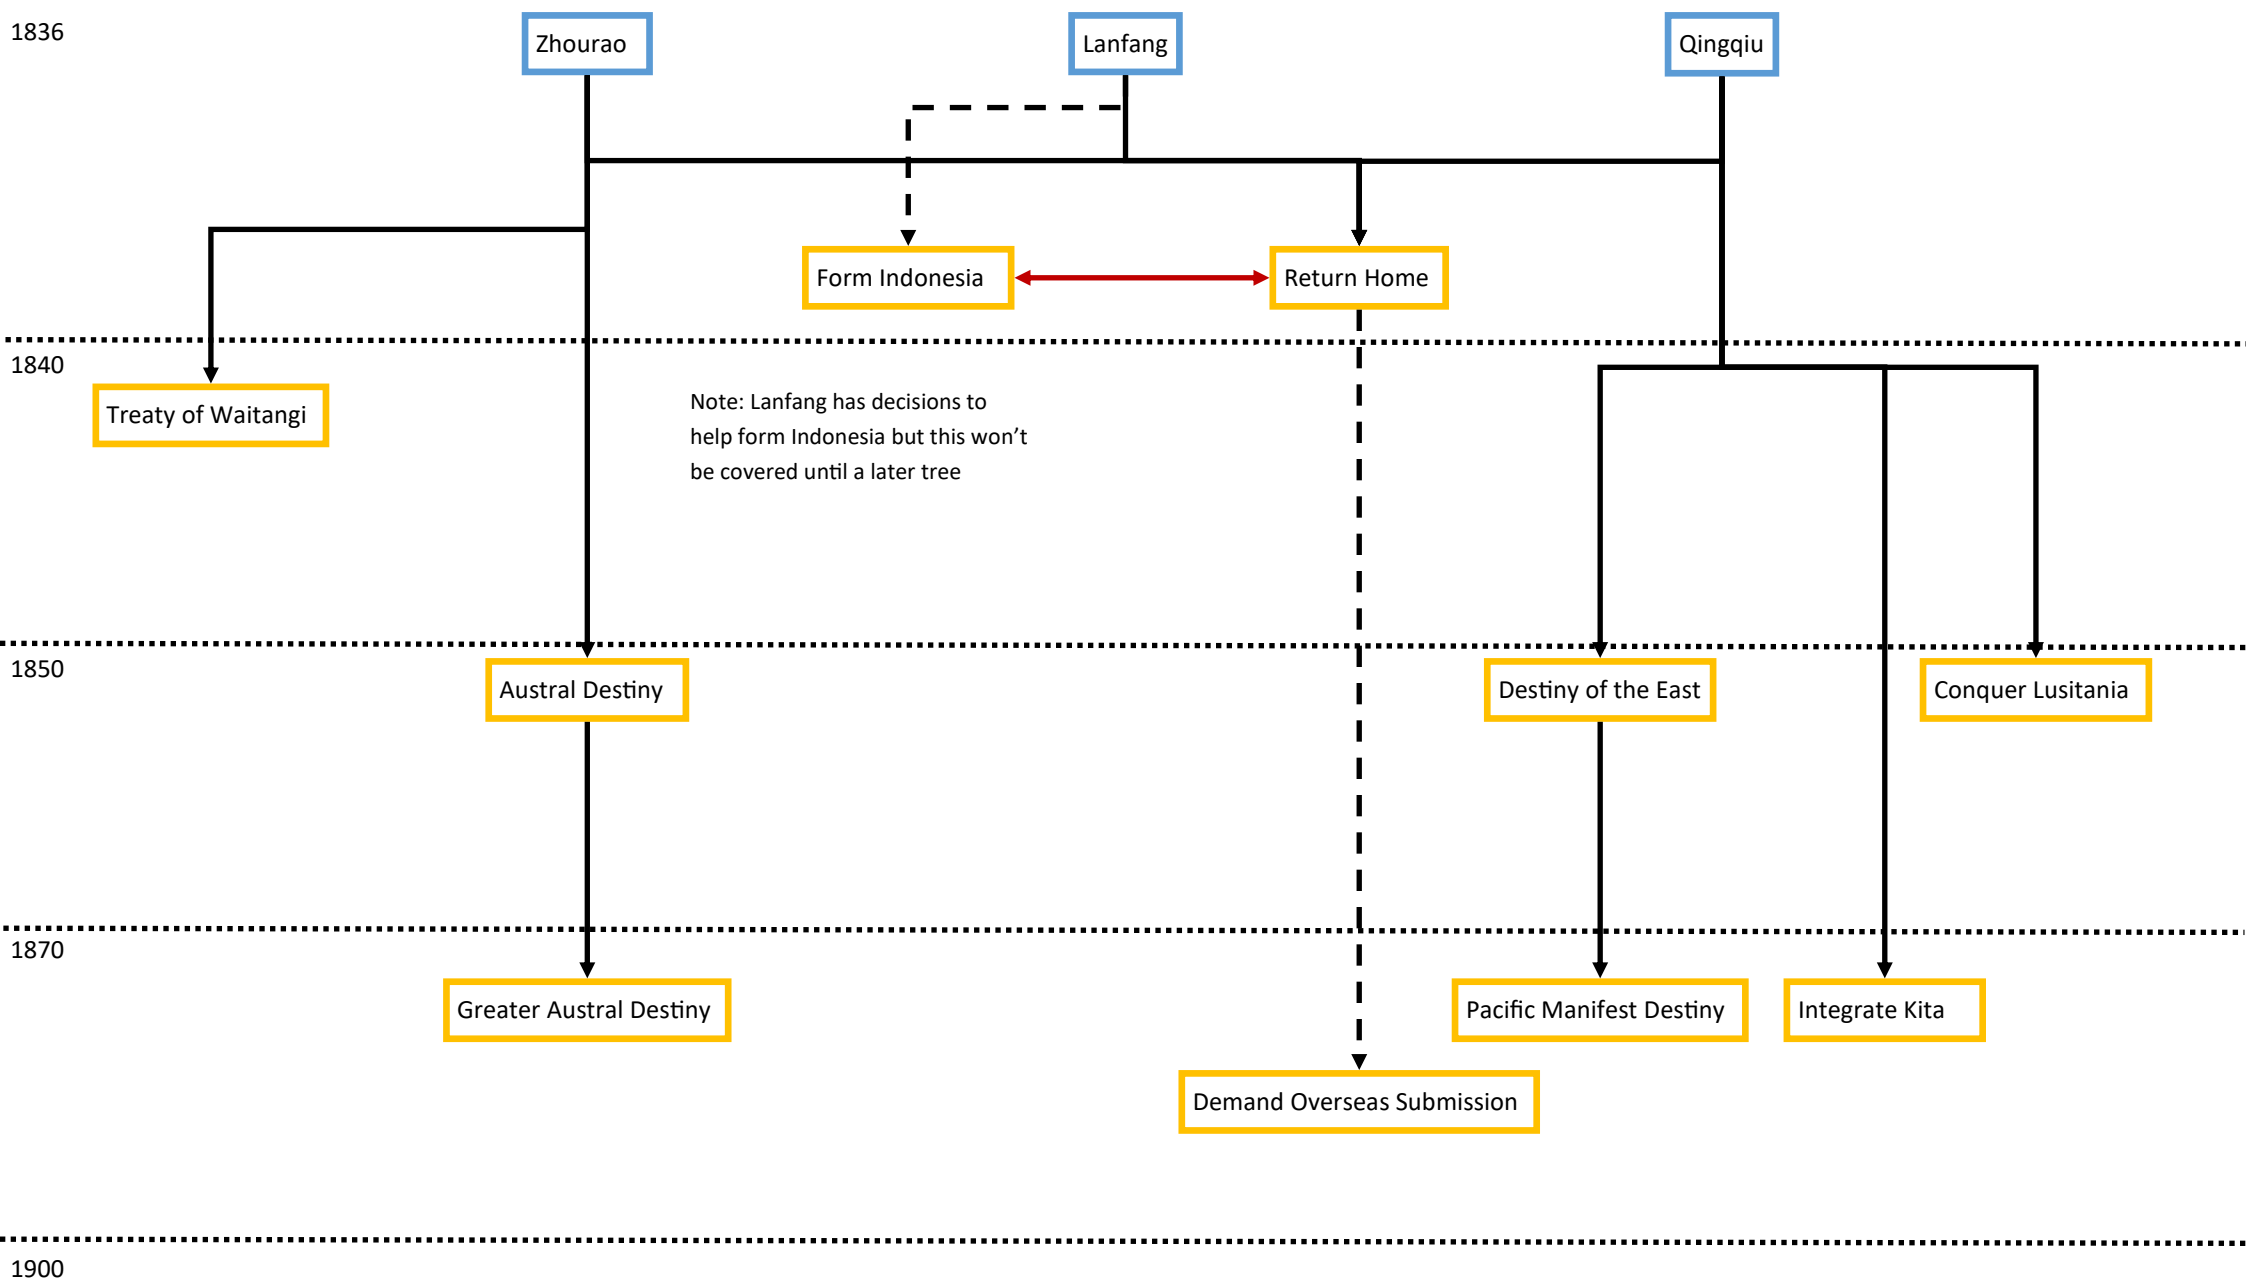 1836
Zhourao
Lanfang
Qingqiu
Form Indonesia
Return Home
1840
Treaty of Waitangi
Note: Lanfang has decisions to
help form Indonesia but this won’t
be covered until a later tree
1850
Austral Destiny
Destiny of the East
Conquer Lusitania
1870
Greater Austral Destiny
Pacific Manifest Destiny
Integrate Kita
Demand Overseas Submission
1900